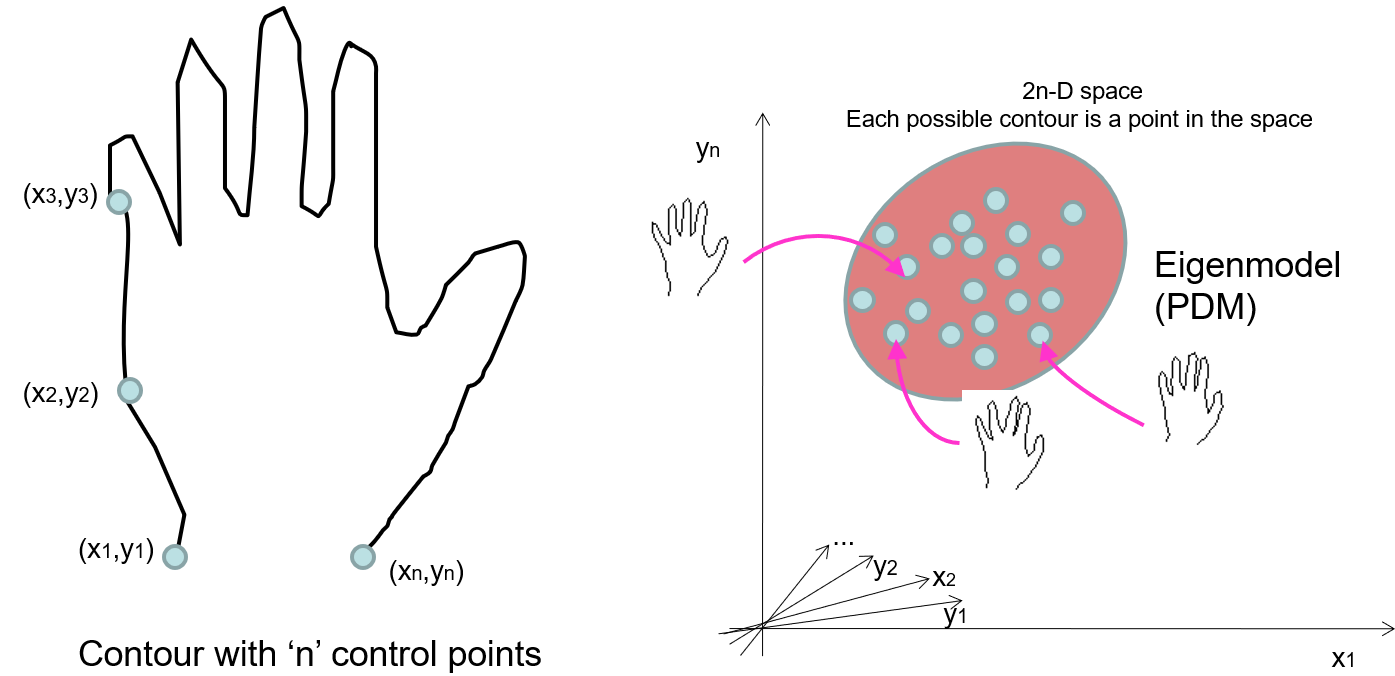 (x3,y3)
(x2,y2)
(x1,y1)
(xn,yn)
Contour with ‘n’ control points
2n-D space
Each possible contour is a point in the space
yn
Eigenmodel
(PDM)
...
y2
x2
y1
x1